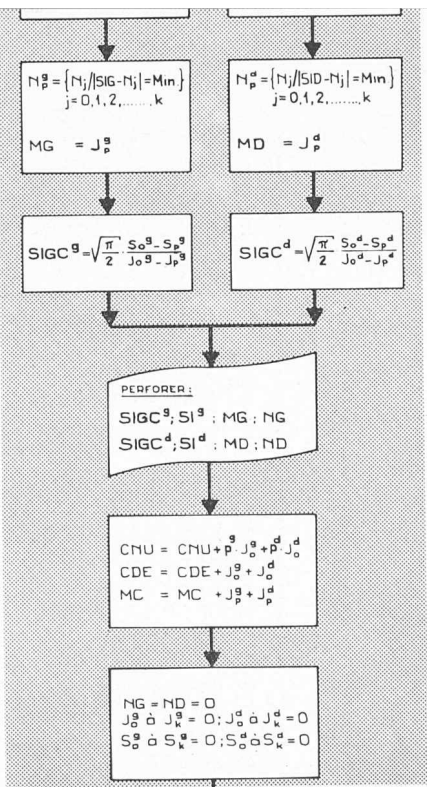 N_p^g = {N_j/|SIG-N_j|=Min.}
j=0,1,2,......,k
MG = J_p^g
N_p^d = {N_j/|SID-N_j|=Min}
j=0,1,2,......,k
MD = J_p^d
SIGC^g = √π/2 · S_o^g - S_p^g / J_o^g - J_p^g
SIGC^d = √π/2 S_o^d - S_p^d / J_o^d - J_p^d
PERFORER :
SIGC^g; SI^g ; MG ; NG
SIGC^d; SI^d ; MD ; ND
CNU = CNU + p^g · J_o^g + p^d · J_o^d
CDE = CDE + J_o^g + J_o^d
MC = MC + J_p^g + J_p^d
NG = ND = 0
J_o^g à J_k^g = 0 ; J_o^d à J_k^d = 0
S_o^g à S_k^g = 0 ; S_o^d à S_k^d = 0